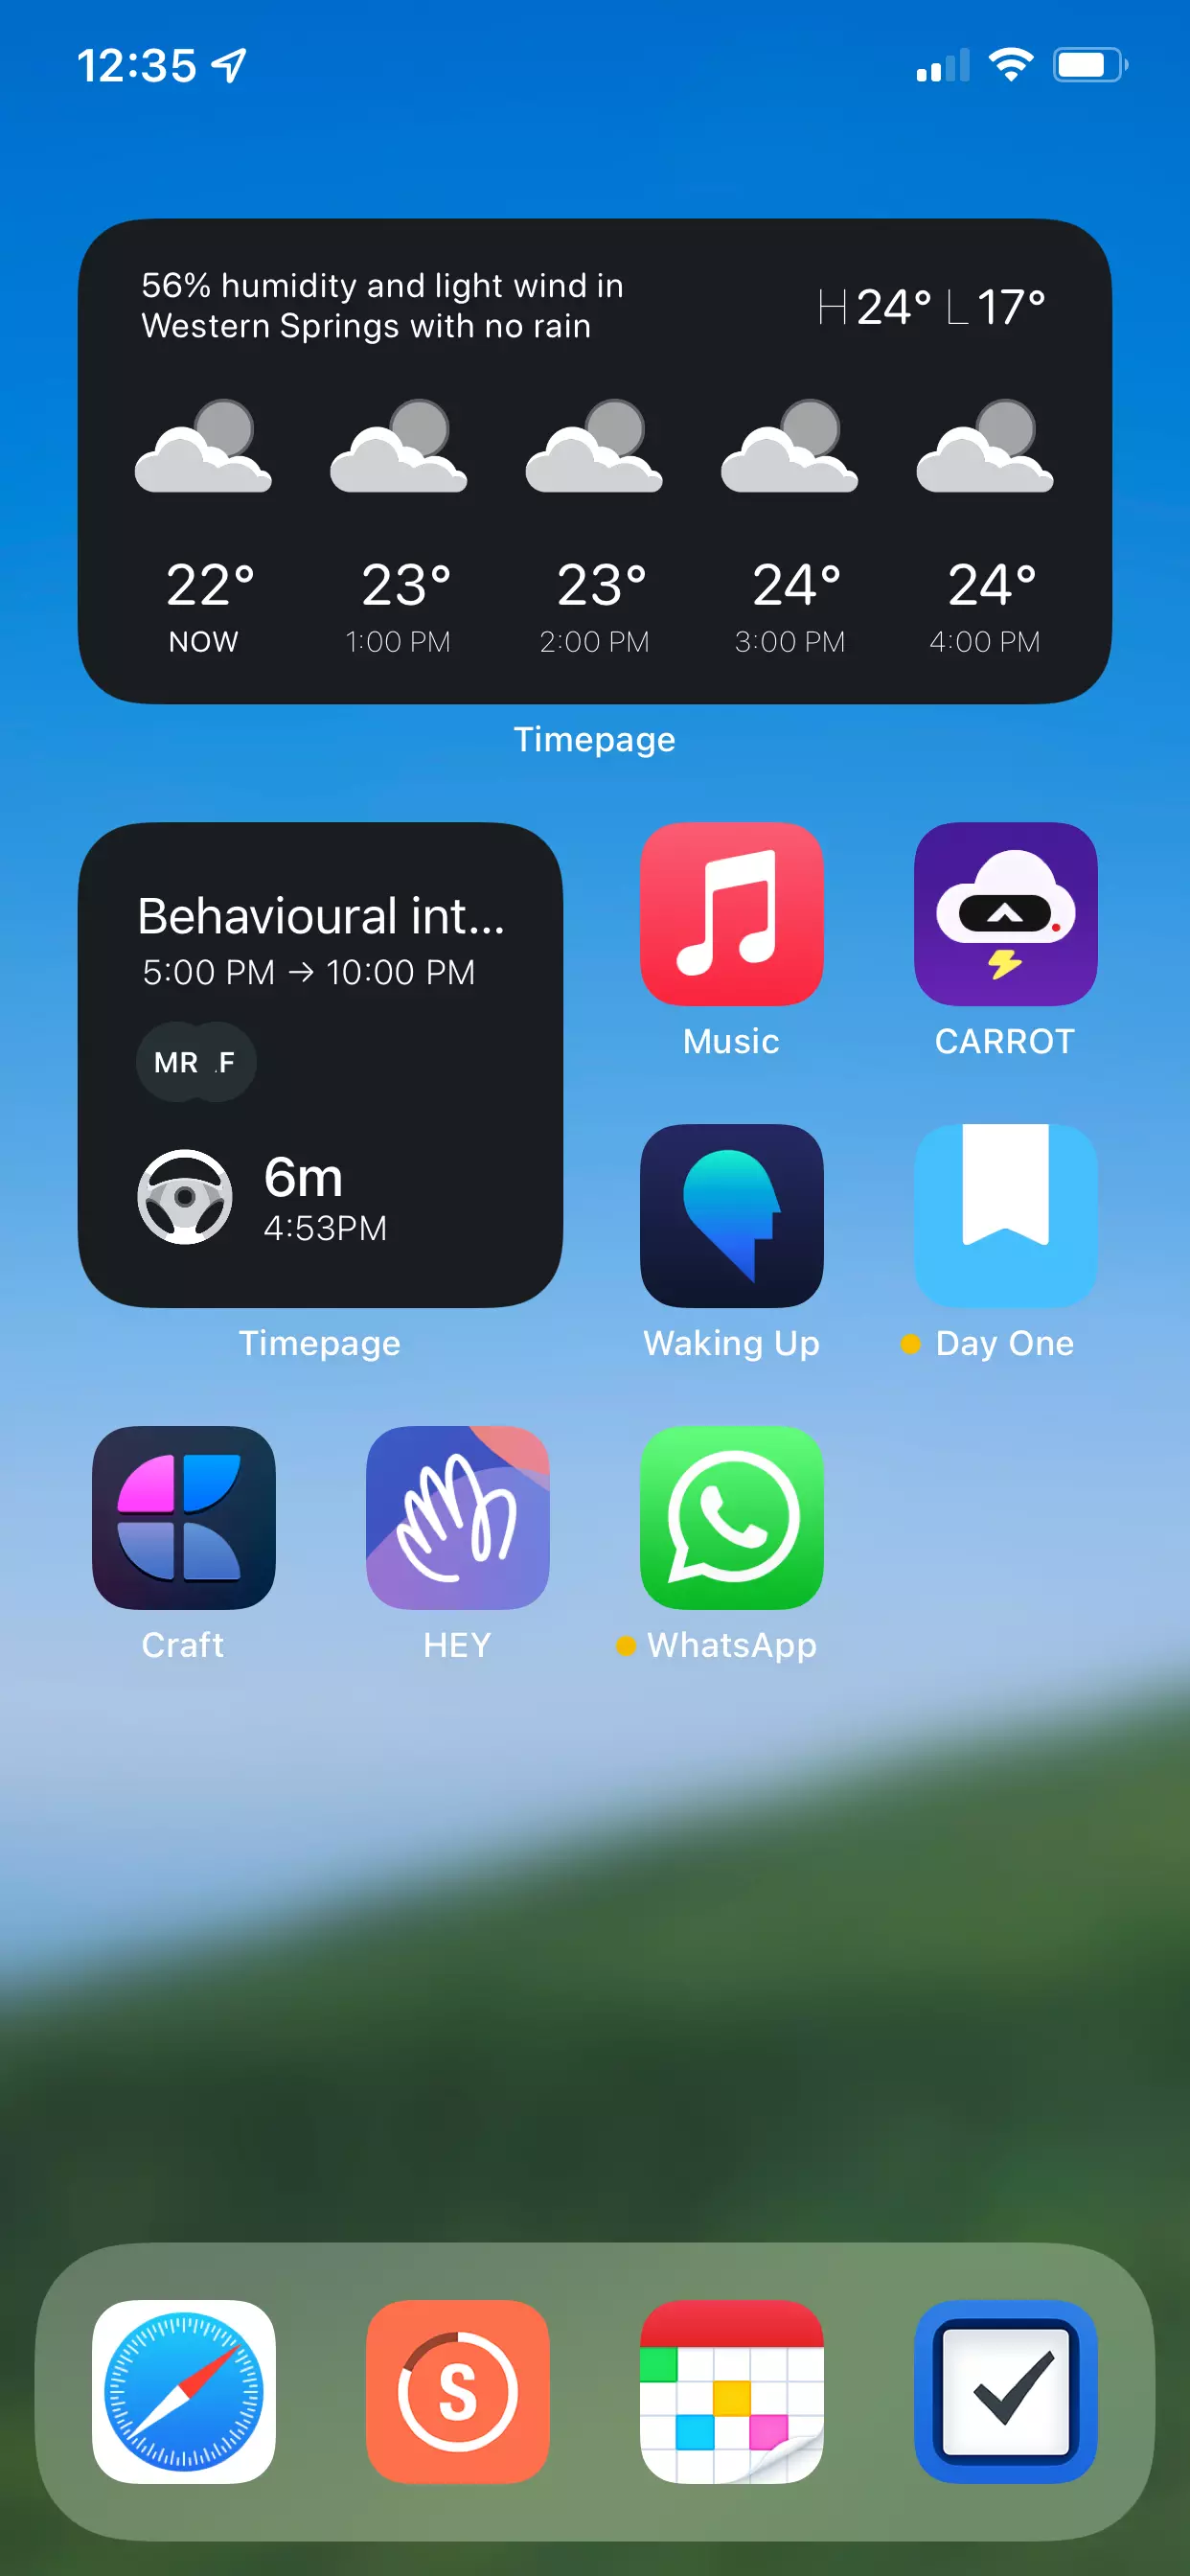 12:35
56% humidity and light wind in
Western Springs with no rain
H 24° L 17°
22° 23° 23° 24° 24°
NOW 1:00 PM 2:00 PM 3:00 PM 4:00 PM
Timepage
Behavioural int...
5:00 PM → 10:00 PM
MR .F
6m
4:53PM
Timepage
Music
CARROT
Waking Up
Day One
Craft
HEY
WhatsApp
S